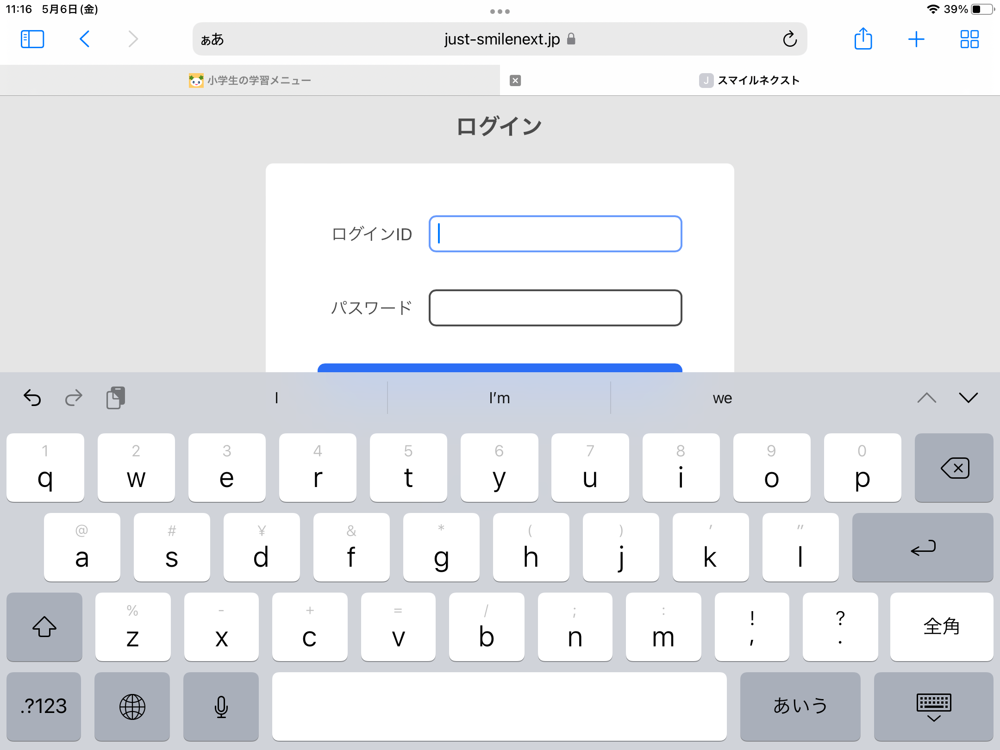 11:16 5月6日(金)
39%
ぁあ just-smilenext.jp
小学生の学習メニュー
J スマイルネクスト
ログイン
ログインID
パスワード
I I'm we
1 2 3 4 5 6 7 8 9 0
q w e r t y u i o p
@ # ¥ & * ( ) ' "
a s d f g h j k l
% - + = / ; : ! ?
z x c v b n m , . 全角
.?123 あいう